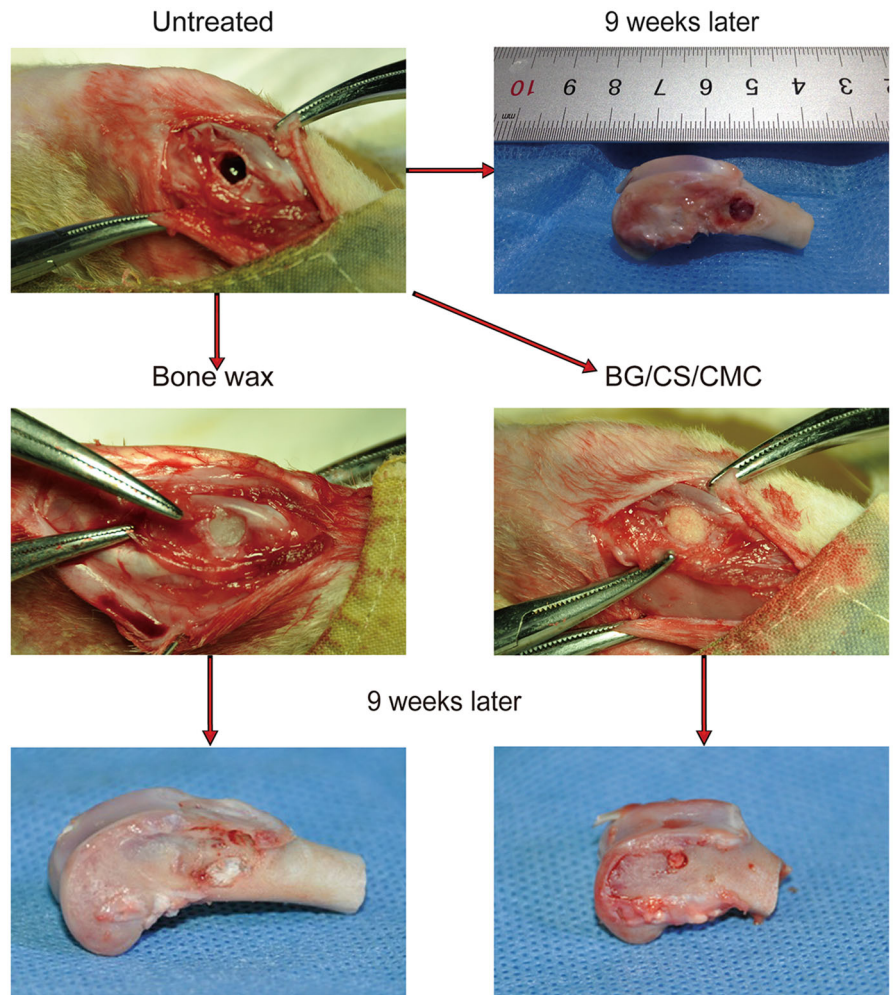 Untreated
9 weeks later
10 9 8 7 6 5 4 3 2
mm
Bone wax
BG/CS/CMC
9 weeks later